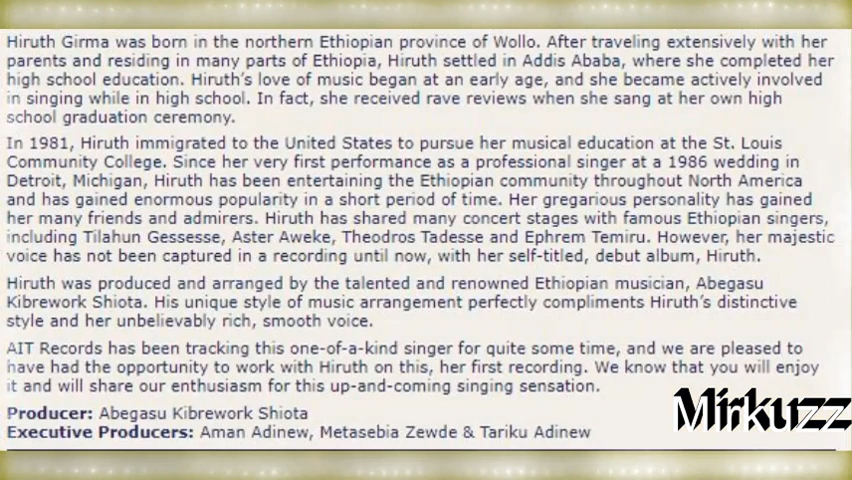 Hiruth Girma was born in the northern Ethiopian province of Wollo. After traveling extensively with her
parents and residing in many parts of Ethiopia, Hiruth settled in Addis Ababa, where she completed her
high school education. Hiruth's love of music began at an early age, and she became actively involved
in singing while in high school. In fact, she received rave reviews when she sang at her own high
school graduation ceremony.
In 1981, Hiruth immigrated to the United States to pursue her musical education at the St. Louis
Community College. Since her very first performance as a professional singer at a 1986 wedding in
Detroit, Michigan, Hiruth has been entertaining the Ethiopian community throughout North America
and has gained enormous popularity in a short period of time. Her gregarious personality has gained
her many friends and admirers. Hiruth has shared many concert stages with famous Ethiopian singers,
including Tilahun Gessesse, Aster Aweke, Theodros Tadesse and Ephrem Temiru. However, her majestic
voice has not been captured in a recording until now, with her self-titled, debut album, Hiruth.
Hiruth was produced and arranged by the talented and renowned Ethiopian musician, Abegasu
Kibrework Shiota. His unique style of music arrangement perfectly compliments Hiruth's distinctive
style and her unbelievably rich, smooth voice.
AIT Records has been tracking this one-of-a-kind singer for quite some time, and we are pleased to
have had the opportunity to work with Hiruth on this, her first recording. We know that you will enjoy
it and will share our enthusiasm for this up-and-coming singing sensation.
Producer: Abegasu Kibrework Shiota
Executive Producers: Aman Adinew, Metasebia Zewde & Tariku Adinew
Mirkuzz